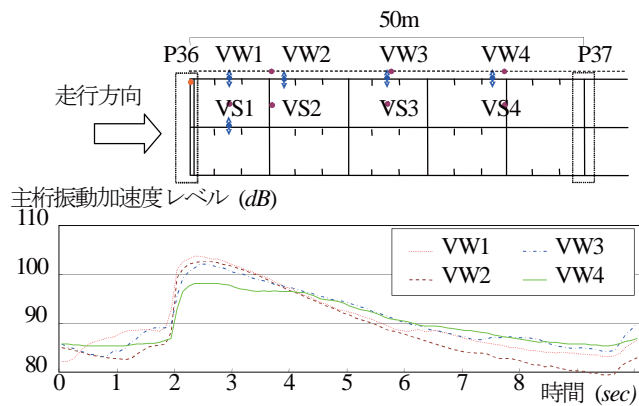 50m
P36 VW1 VW2 VW3 VW4 P37
走行方向
VS1 VS2 VS3 VS4
主桁振動加速度レベル (dB)
110
100
90
80
VW1 VW3
VW2 VW4
0 1 2 3 4 5 6 7 8
時間 (sec)